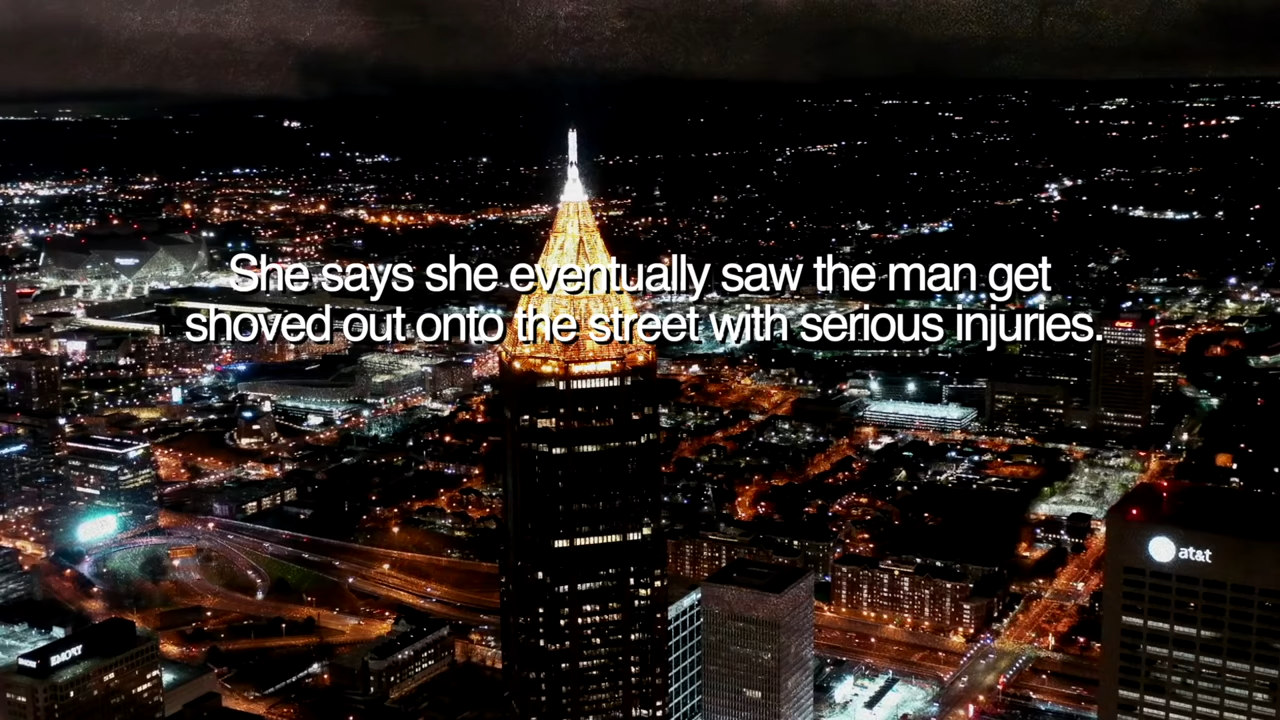 She says she eventually saw the man get
shoved out onto the street with serious injuries.
at&t
EMORY